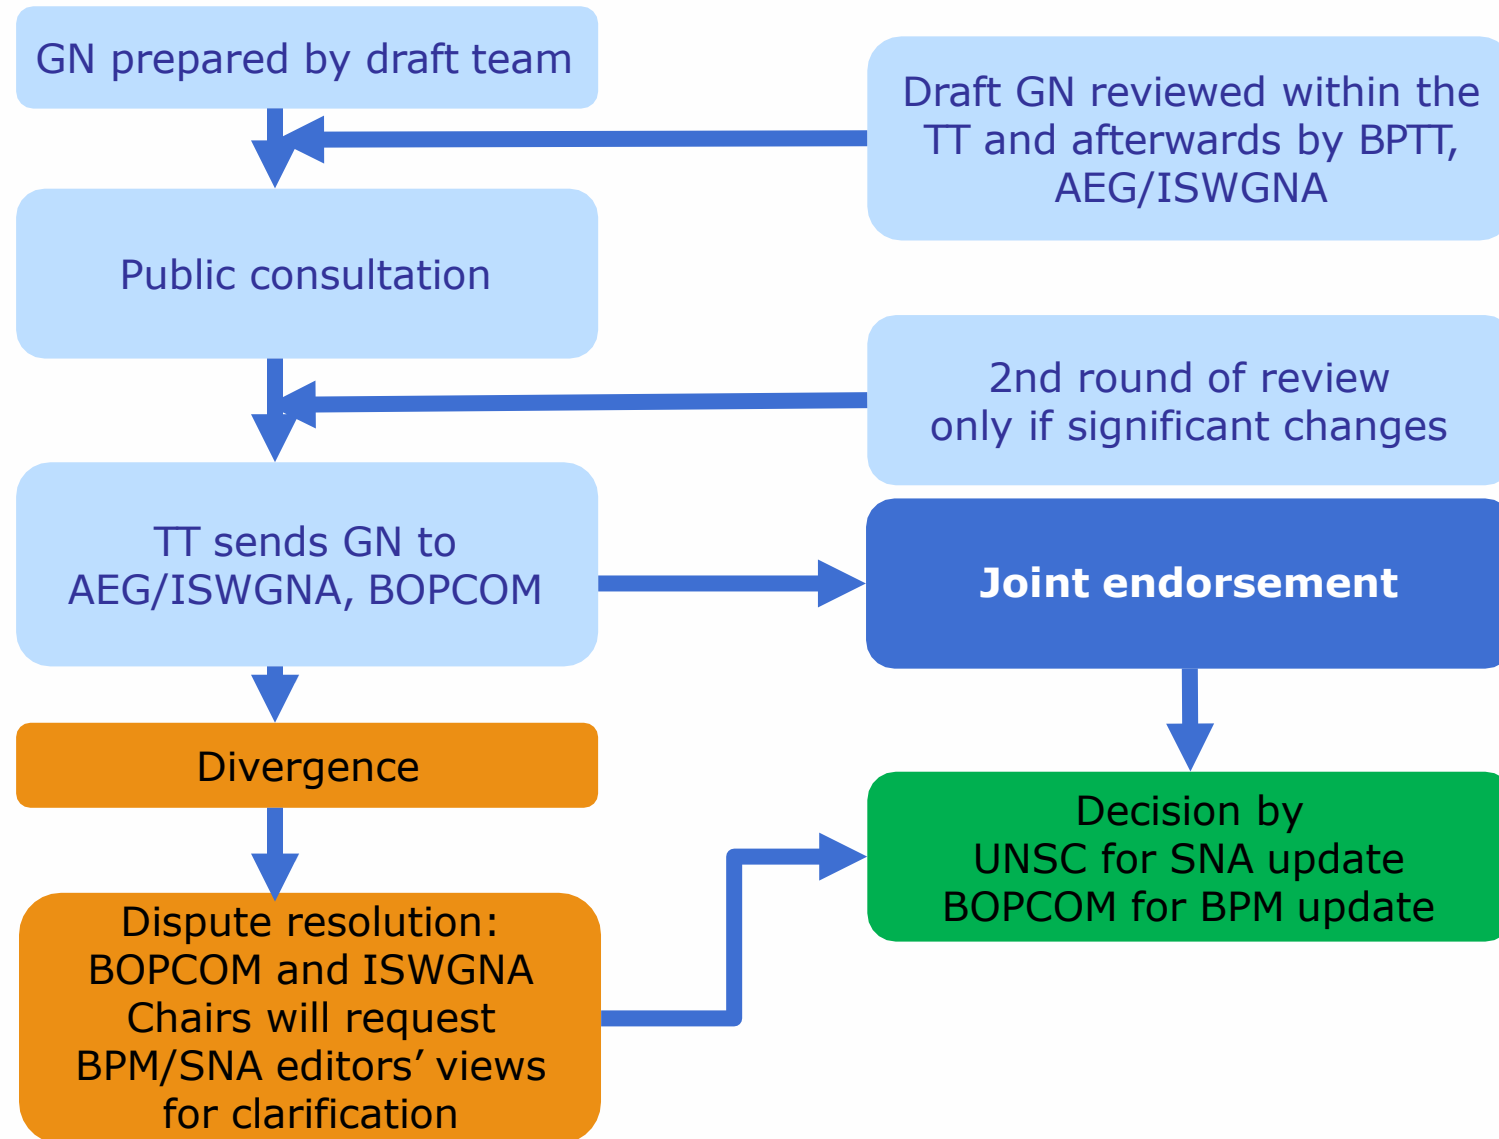 GN prepared by draft team
Draft GN reviewed within the
TT and afterwards by BPTT,
AEG/ISWGNA
Public consultation
2nd round of review
only if significant changes
TT sends GN to
AEG/ISWGNA, BOPCOM
Joint endorsement
Divergence
Decision by
UNSC for SNA update
BOPCOM for BPM update
Dispute resolution:
BOPCOM and ISWGNA
Chairs will request
BPM/SNA editors’ views
for clarification